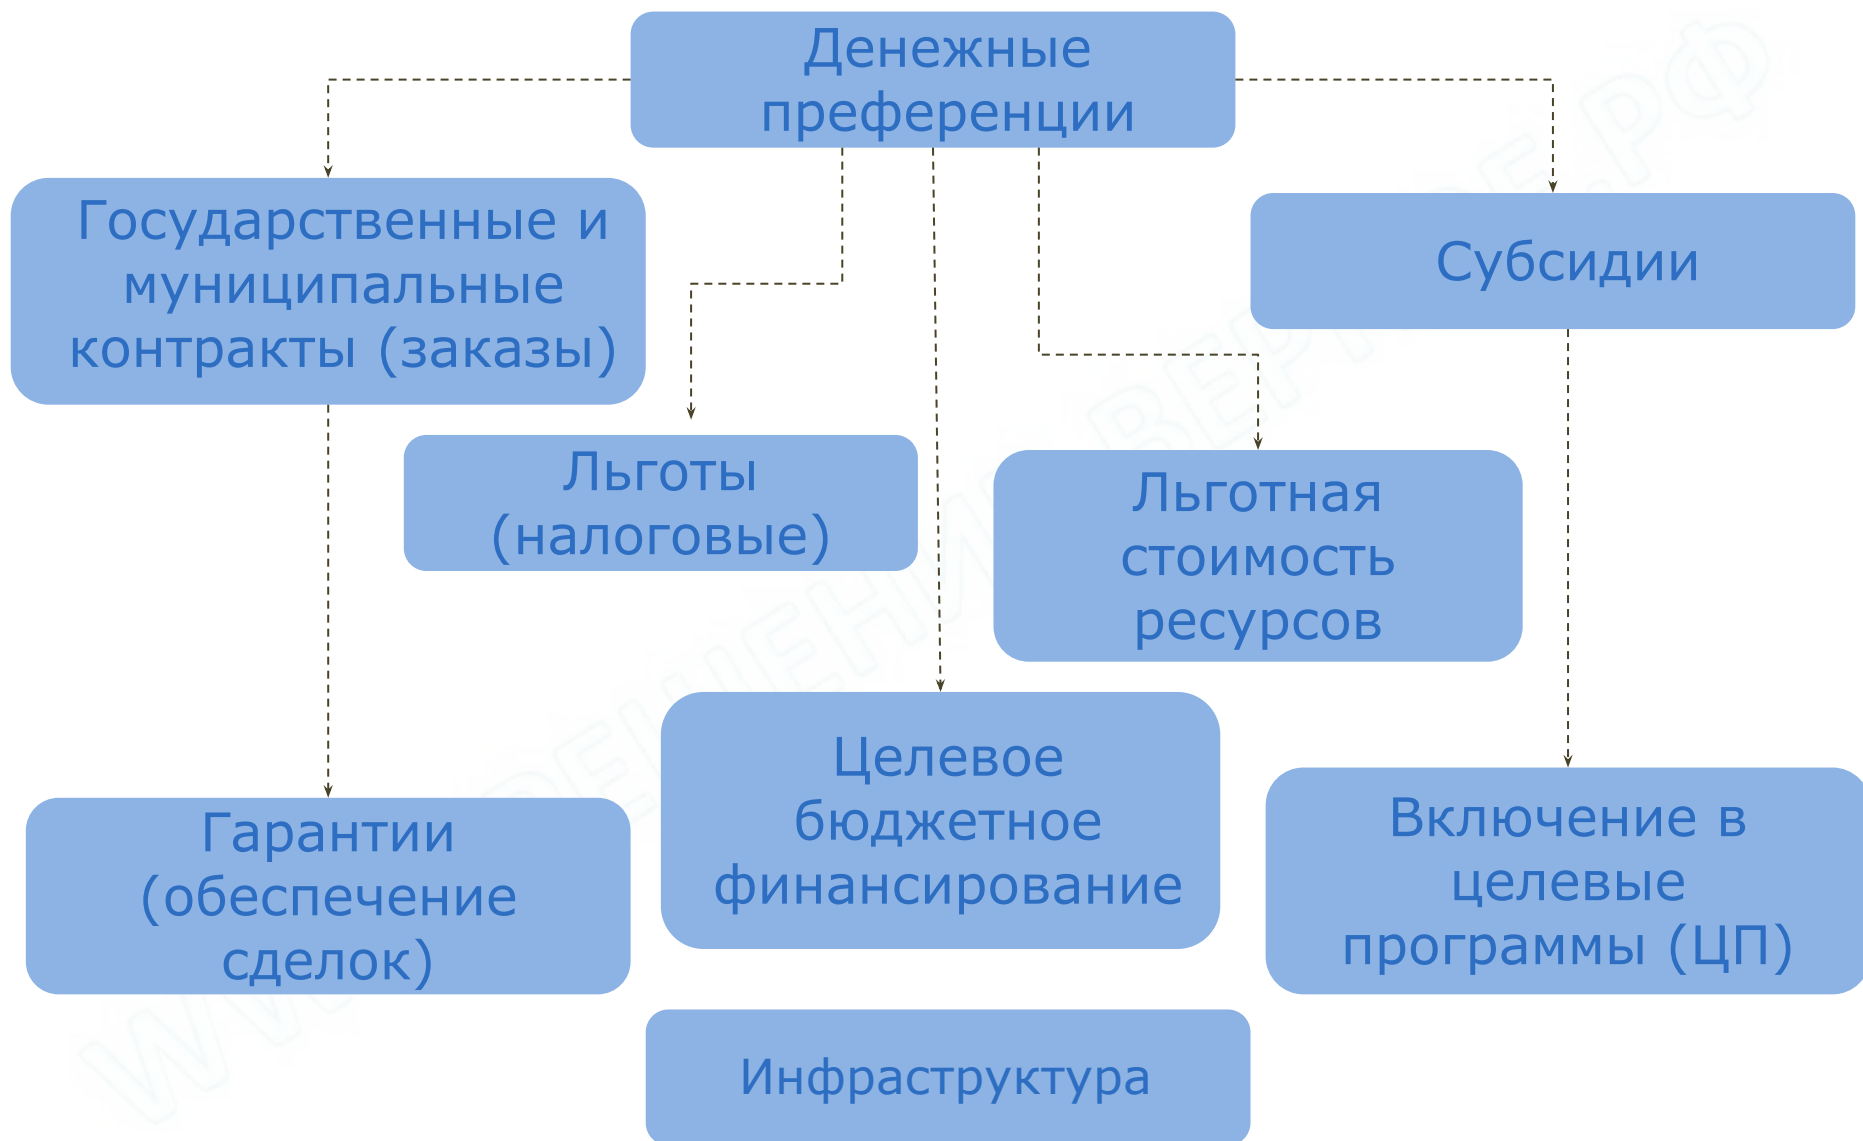 Денежные
преференции
Государственные и
муниципальные
контракты (заказы)
Субсидии
Льготы
(налоговые)
Льготная
стоимость
ресурсов
Целевое
бюджетное
финансирование
Гарантии
(обеспечение
сделок)
Включение в
целевые
программы (ЦП)
Инфраструктура